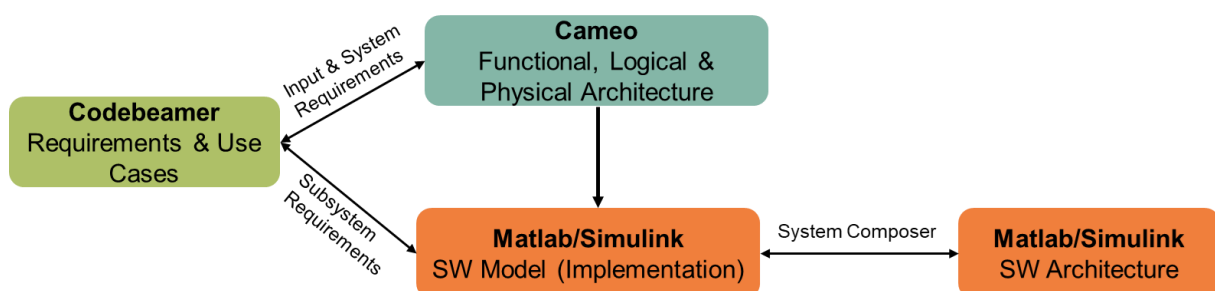 Cameo
Functional, Logical &
Physical Architecture
Input & System
Requirements
Codebeamer
Requirements & Use
Cases
Subsystem
Requirements
Matlab/Simulink
SW Model (Implementation)
System Composer
Matlab/Simulink
SW Architecture